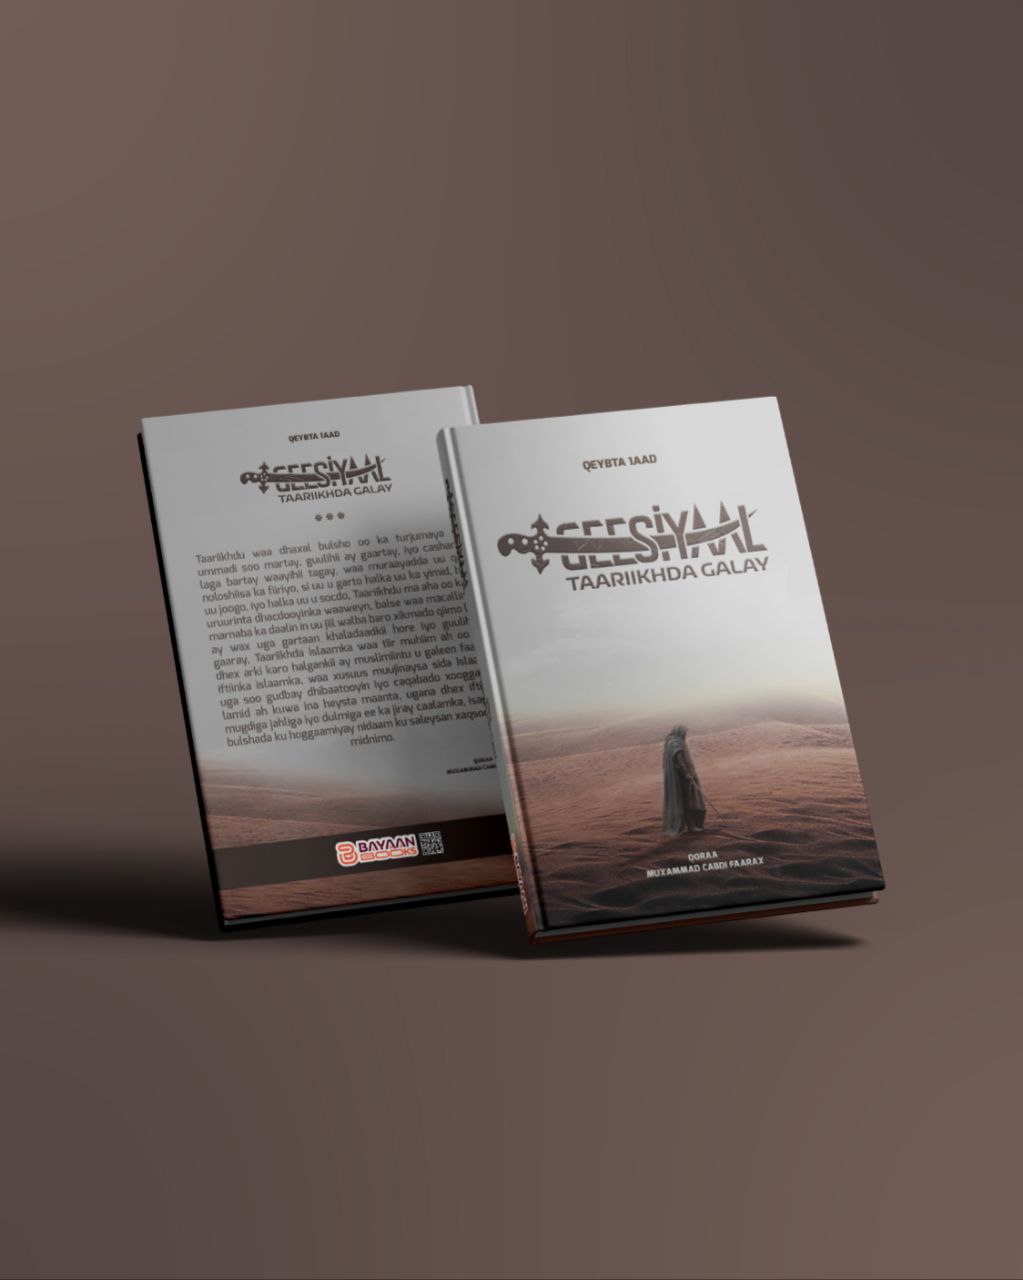 QEYBTA 1AAD
GEESiYAAL
TAARIIKHDA GALAY
Taariikhdu waa dhaxal bulsho oo ka turjumaya
ummadi soo martay, guulihii ay gaartay, iyo
laga bartay waayihii tagay, waa muraayadda uu
noloshiisa ka fiiriyo, si uu u garto halka uu ka yimid,
uu joogo, iyo halka uu u socdo, Taariikhdu ma aha oo
uruurinta dhacdooyinka waaweyn, balse waa
marnaba ka daalin in uu jiil walba baro xikmado qiimo
ay wax uga gartaan khaladaadkii hore iyo
gaaray, Taariikhda Islaamka waa tiir muhiim ah oo
dhex arki karo halgankii ay muslimiintu u galeen
iftiinka islaamka, waa xusuus muujinaysa sida
uga soo gudbay dhibaatooyin iyo caqabado
lamid ah kuwa ina heysta maanta, ugana dhex
mugdiga jahliga iyo dulmiga ee ka jiray caalamka,
bulshada ku hoggaamiyay nidaam ku saleysan
midnimo.
QORAA
MUXAMMAD
BAYAAN
BOOKS
QEYBTA 1AAD
GEESiYAAL
TAARIIKHDA GALAY
QORAA
MUXAMMAD CABDI FAARAX